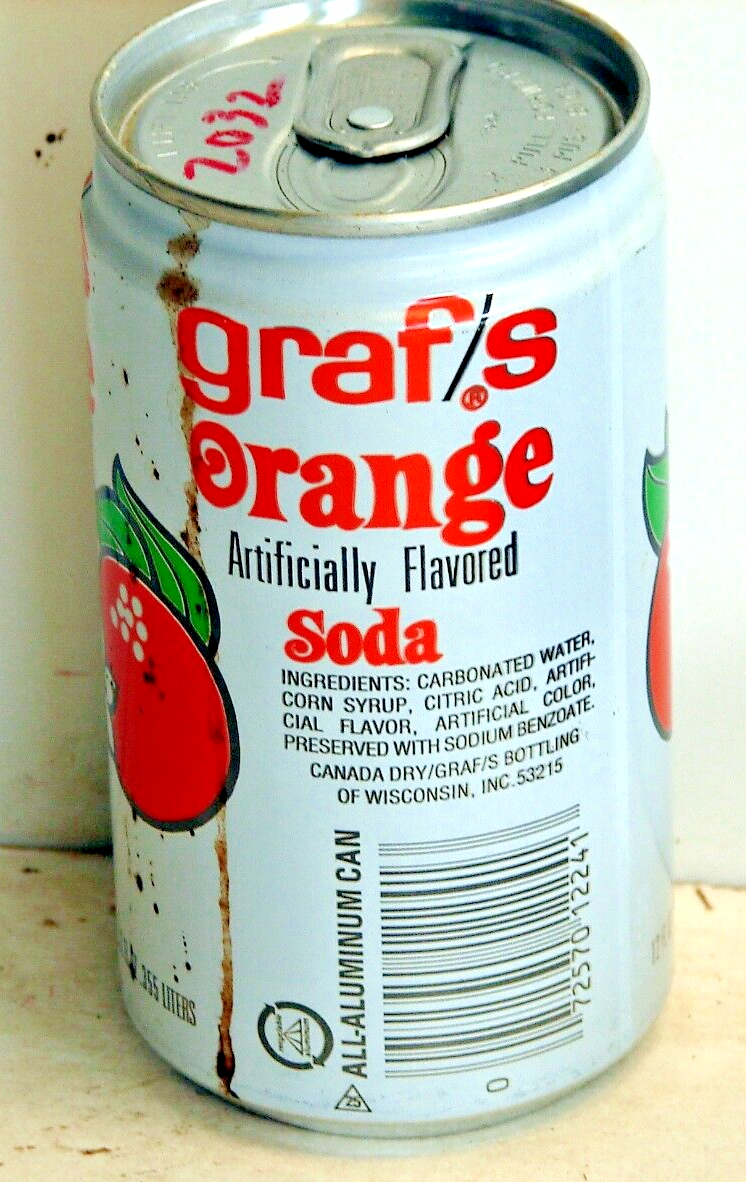 2032
graf/s®
Orange
Artificially Flavored
Soda
INGREDIENTS: CARBONATED WATER,
CORN SYRUP, CITRIC ACID, ARTIFI-
CIAL FLAVOR, ARTIFICIAL COLOR,
PRESERVED WITH SODIUM BENZOATE.
CANADA DRY/GRAF/S BOTTLING
OF WISCONSIN, INC.53215
ALL-ALUMINUM CAN
72570 12241
0
25
.355 LITERS